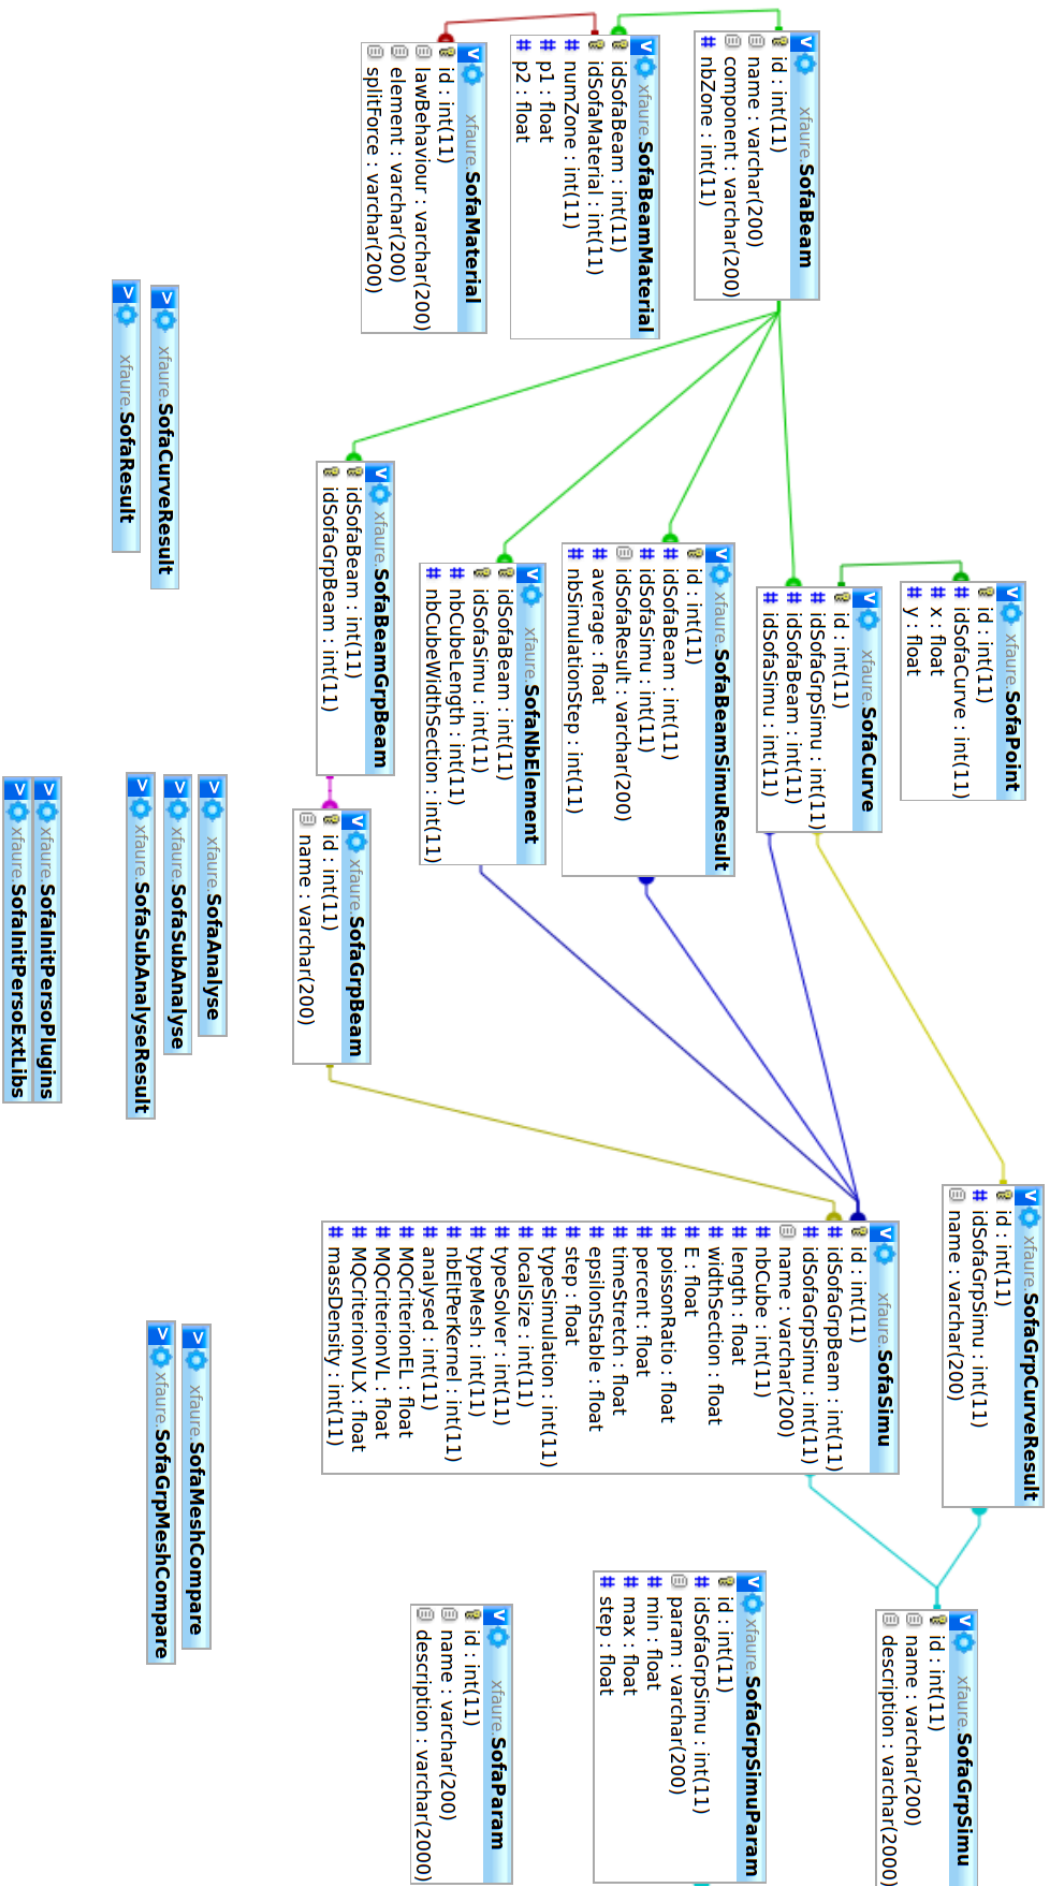 xfaure.SofaBeam
id : int(11)
name : varchar(200)
component : varchar(200)
# nbZone : int(11)
xfaure.SofaBeamMaterial
# idSofaBeam : int(11)
idSofaMaterial : int(11)
# numZone : int(11)
# p1 : float
# p2 : float
xfaure.SofaMaterial
id : int(11)
lawBehaviour : varchar(200)
element : varchar(200)
splitForce : varchar(200)
xfaure.SofaCurveResult
xfaure.SofaResult
xfaure.SofaPoint
id : int(11)
# idSofaCurve : int(11)
# x : float
# y : float
xfaure.SofaCurve
id : int(11)
# idSofaGrpSimu : int(11)
# idSofaBeam : int(11)
# idSofaSimu : int(11)
xfaure.SofaBeamSimuResult
id : int(11)
# idSofaBeam : int(11)
# idSofaSimu : int(11)
idSofaResult : varchar(200)
# average : float
# nbSimulationStep : int(11)
xfaure.SofaNbElement
# idSofaBeam : int(11)
idSofaSimu : int(11)
# nbCubeLength : int(11)
# nbCubeWidthSection : int(11)
xfaure.SofaBeamGrpBeam
idSofaBeam : int(11)
idSofaGrpBeam : int(11)
xfaure.SofaGrpBeam
id : int(11)
name : varchar(200)
xfaure.SofaAnalyse
xfaure.SofaSubAnalyse
xfaure.SofaSubAnalyseResult
xfaure.SofaInitPersoPlugins
xfaure.SofaInitPersoExtLibs
xfaure.SofaGrpCurveResult
id : int(11)
# idSofaGrpSimu : int(11)
name : varchar(200)
xfaure.SofaSimu
id : int(11)
# idSofaGrpBeam : int(11)
# idSofaGrpSimu : int(11)
name : varchar(200)
# nbCube : int(11)
# length : float
# widthSection : float
# E : float
# poissonRatio : float
# percent : float
# timeStretch : float
# epsilonStable : float
# step : float
# typeSimulation : int(11)
# localSize : int(11)
# typeSolver : int(11)
# typeMesh : int(11)
# nbEltPerKernel : int(11)
# analysed : int(11)
# MQCriterionEL : float
# MQCriterionVL : float
# MQCriterionVLX : float
# massDensity : int(11)
xfaure.SofaMeshCompare
xfaure.SofaGrpMeshCompare
xfaure.SofaGrpSimu
id : int(11)
name : varchar(200)
description : varchar(2000)
xfaure.SofaGrpSimuParam
id : int(11)
# idSofaGrpSimu : int(11)
param : varchar(200)
# min : float
# max : float
# step : float
xfaure.SofaParam
id : int(11)
name : varchar(200)
description : varchar(2000)